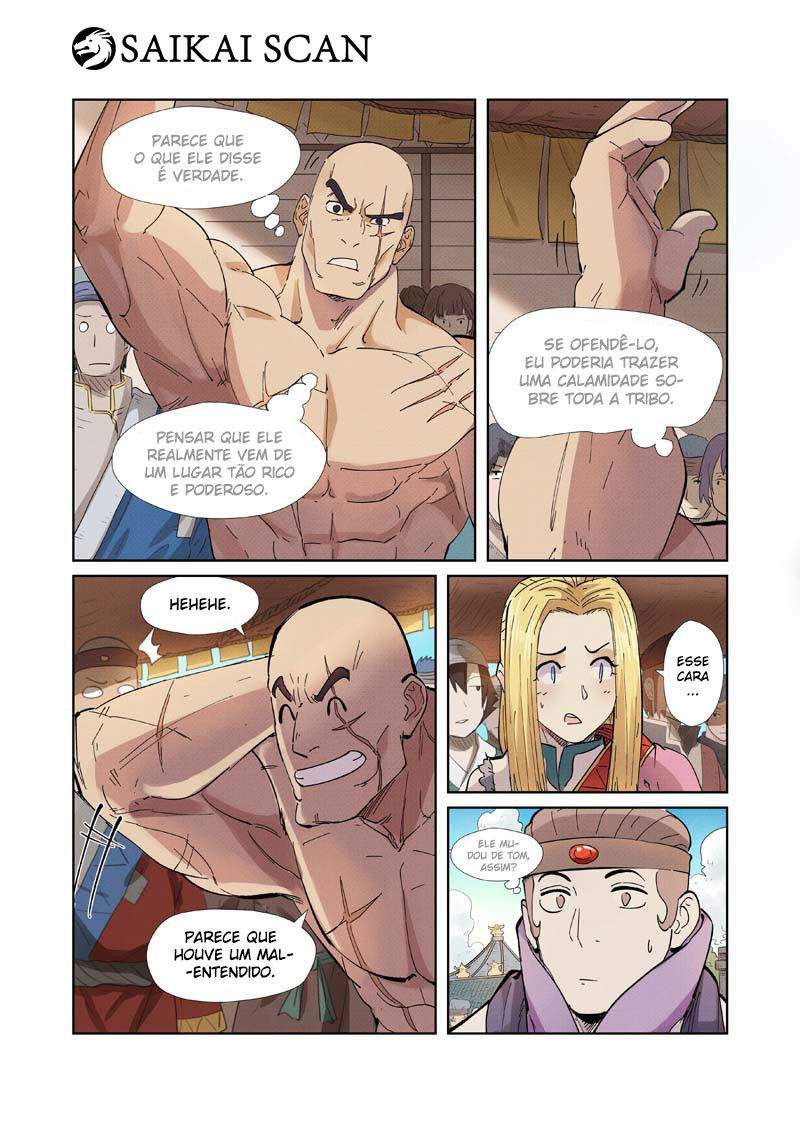 SAIKAI SCAN
PARECE QUE
O QUE ELE DISSE
É VERDADE.
PENSAR QUE ELE
REALMENTE VEM DE
UM LUGAR TÃO RICO
E PODEROSO.
SE OFENDÊ-LO,
EU PODERIA TRAZER
UMA CALAMIDADE SO-
BRE TODA A TRIBO.
HEHEHE.
PARECE QUE
HOUVE UM MAL-
-ENTENDIDO.
ESSE
CARA
...
ELE MU-
DOU DE TOM,
ASSIM?